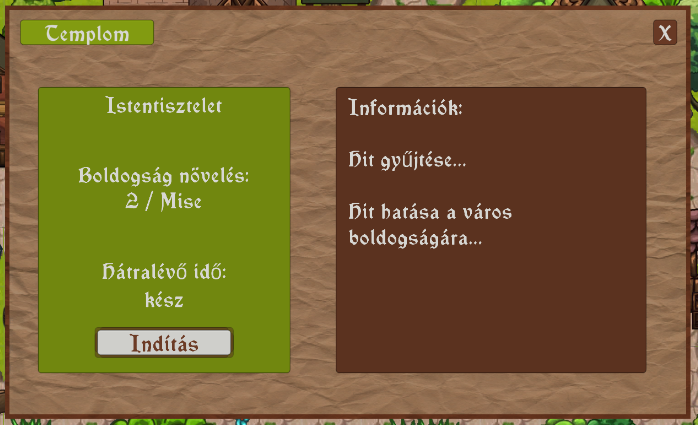 Templom
X
Istentisztelet
Boldogság növelés:
2 / Mise
Hátralévő idő:
kész
Indítás
Információk:
Hit gyűjtése...
Hit hatása a város
boldogságára...